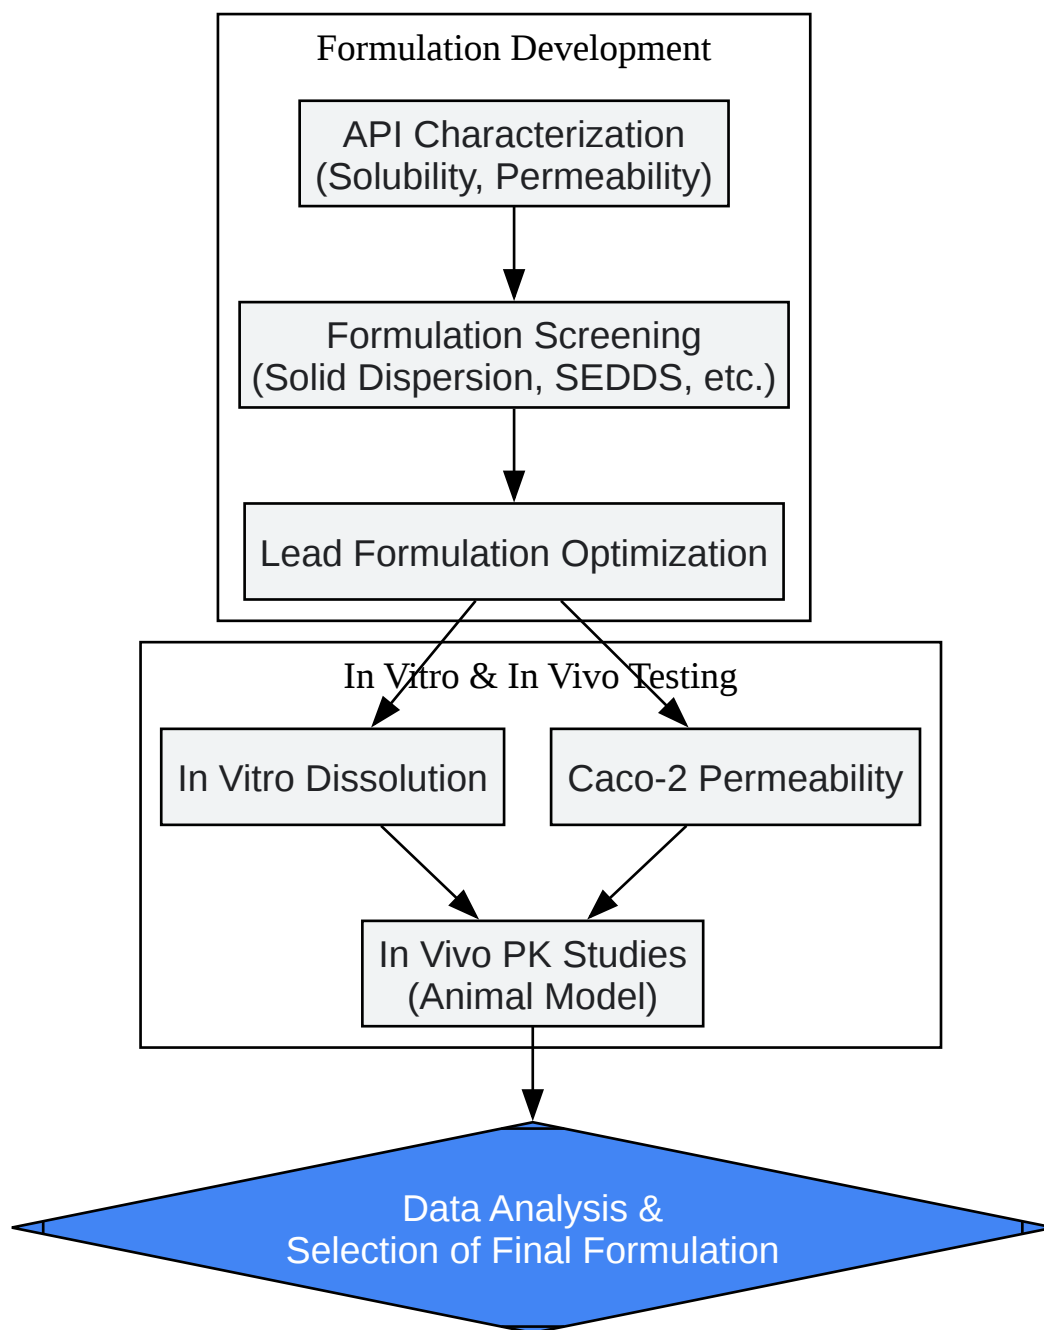 Formulation Development
API Characterization
(Solubility, Permeability)
Formulation Screening
(Solid Dispersion, SEDDS, etc.)
Lead Formulation Optimization
In Vitro & In Vivo Testing
In Vitro Dissolution
Caco-2 Permeability
In Vivo PK Studies
(Animal Model)
Data Analysis &
Selection of Final Formulation